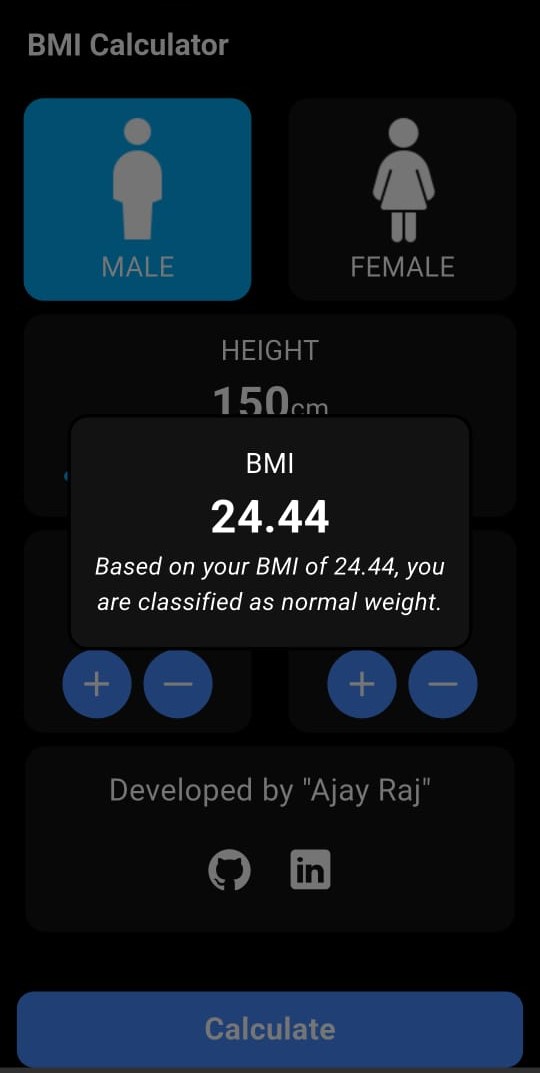 BMI Calculator
MALE
FEMALE
HEIGHT
150cm
BMI
24.44
Based on your BMI of 24.44, you
are classified as normal weight.
Developed by "Ajay Raj"
in
Calculate